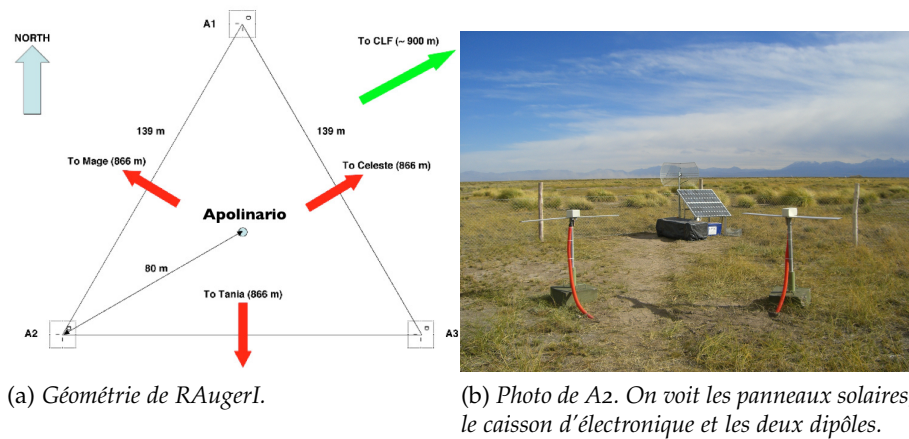 A1
NORTH
To CLF (~ 900 m)
139 m
139 m
To Mage (866 m)
To Celeste (866 m)
Apolinario
80 m
To Tania (866 m)
A2
A3
(a) Géométrie de RAugerI.
(b) Photo de A2. On voit les panneaux solaires
le caisson d'électronique et les deux dipôles.